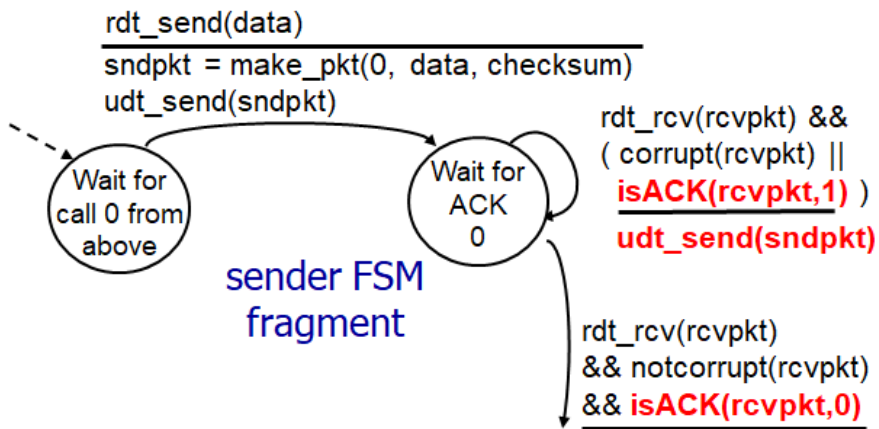 rdt_send(data)
sndpkt = make_pkt(0, data, checksum)
udt_send(sndpkt)
Wait for
call 0 from
above
Wait for
ACK
0
rdt_rcv(rcvpkt) &&
( corrupt(rcvpkt) ||
isACK(rcvpkt,1) )
udt_send(sndpkt)
sender FSM
fragment
rdt_rcv(rcvpkt)
&& notcorrupt(rcvpkt)
&& isACK(rcvpkt,0)